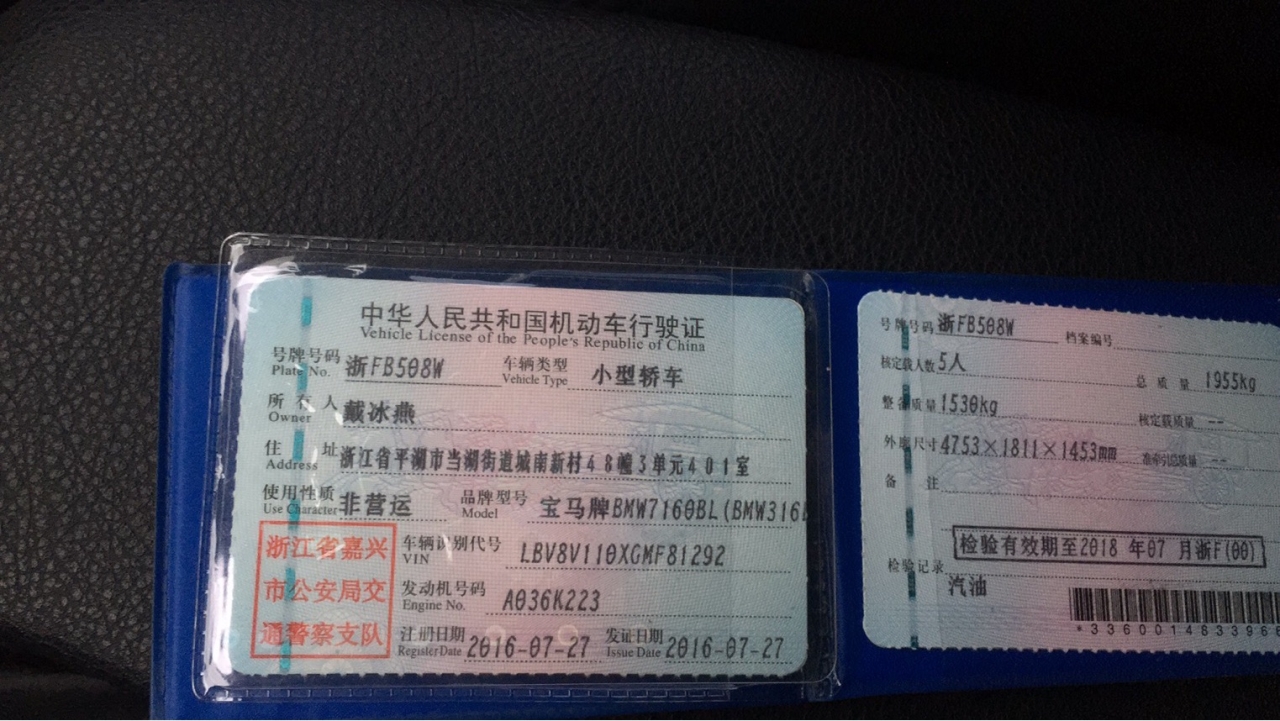 中华人民共和国机动车行驶证
Vehicle License of the People's Republic of China
号牌号码 浙FB508W 车辆类型 小型轿车
Plate No. Vehicle Type
所有人 戴冰燕
Owner
住址 浙江省平湖市当湖街道城南新村48幢3单元401室
Address
使用性质 非营运 品牌型号 宝马牌BMW7160BL(BMW316
Use Character Model
浙江省嘉兴
市公安局交
通警察支队
车辆识别代号 LBV8V110XGMF81292
VIN
发动机号码 A036K223
Engine No.
注册日期 2016-07-27 发证日期 2016-07-27
Register Date Issue Date
号牌号码 浙FB508W 档案编号
核定载人数 5人 总质量 1955kg
整备质量 1530kg 核定载质量 --
外廓尺寸 4753×1811×1453mm 准牵引总质量 --
备注
检验有效期至2018 年07 月浙F(00)
检验记录
汽油
*3360014833965